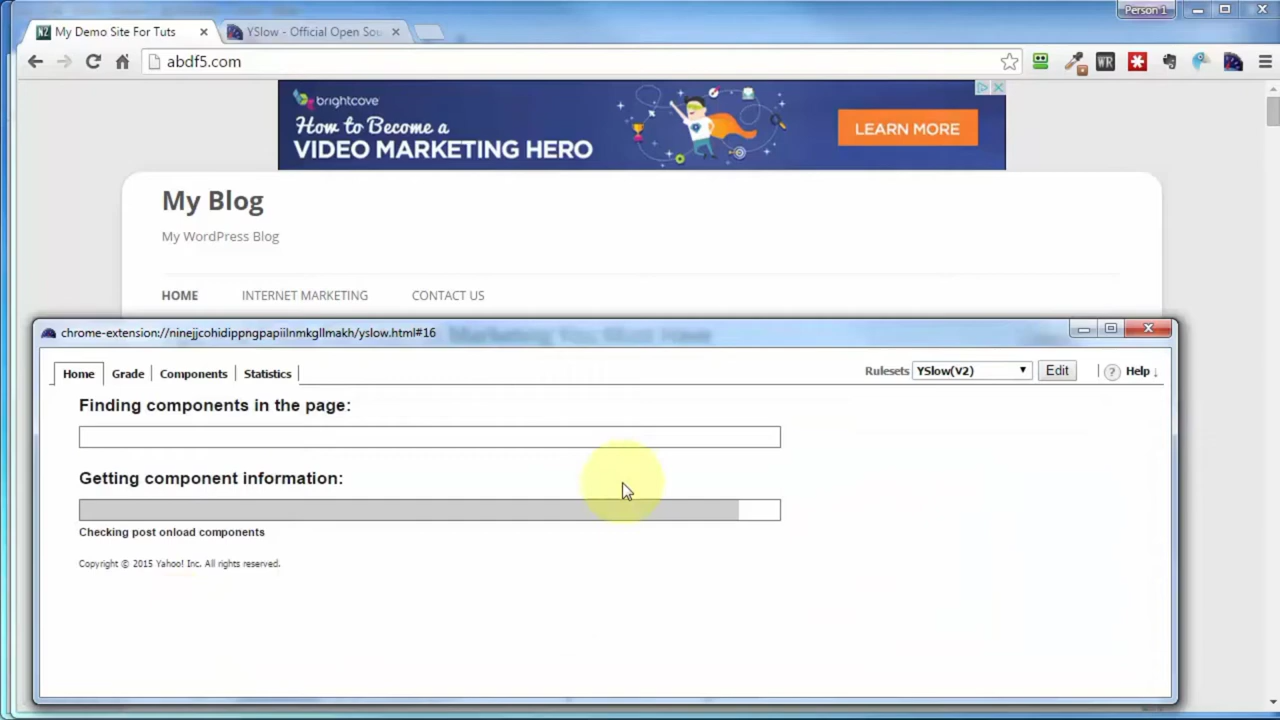 Person 1
My Demo Site For Tuts
YSlow - Official Open Sou
abdf5.com
brightcove
How to Become a
VIDEO MARKETING HERO
LEARN MORE
My Blog
My WordPress Blog
HOME INTERNET MARKETING CONTACT US
chrome-extension://ninejjcohidippngpapiilnmkgllmakh/yslow.html#16
Home Grade Components Statistics Rulesets YSlow(V2) Edit ? Help ↓
Finding components in the page:
Getting component information:
Checking post onload components
Copyright © 2015 Yahoo! Inc. All rights reserved.